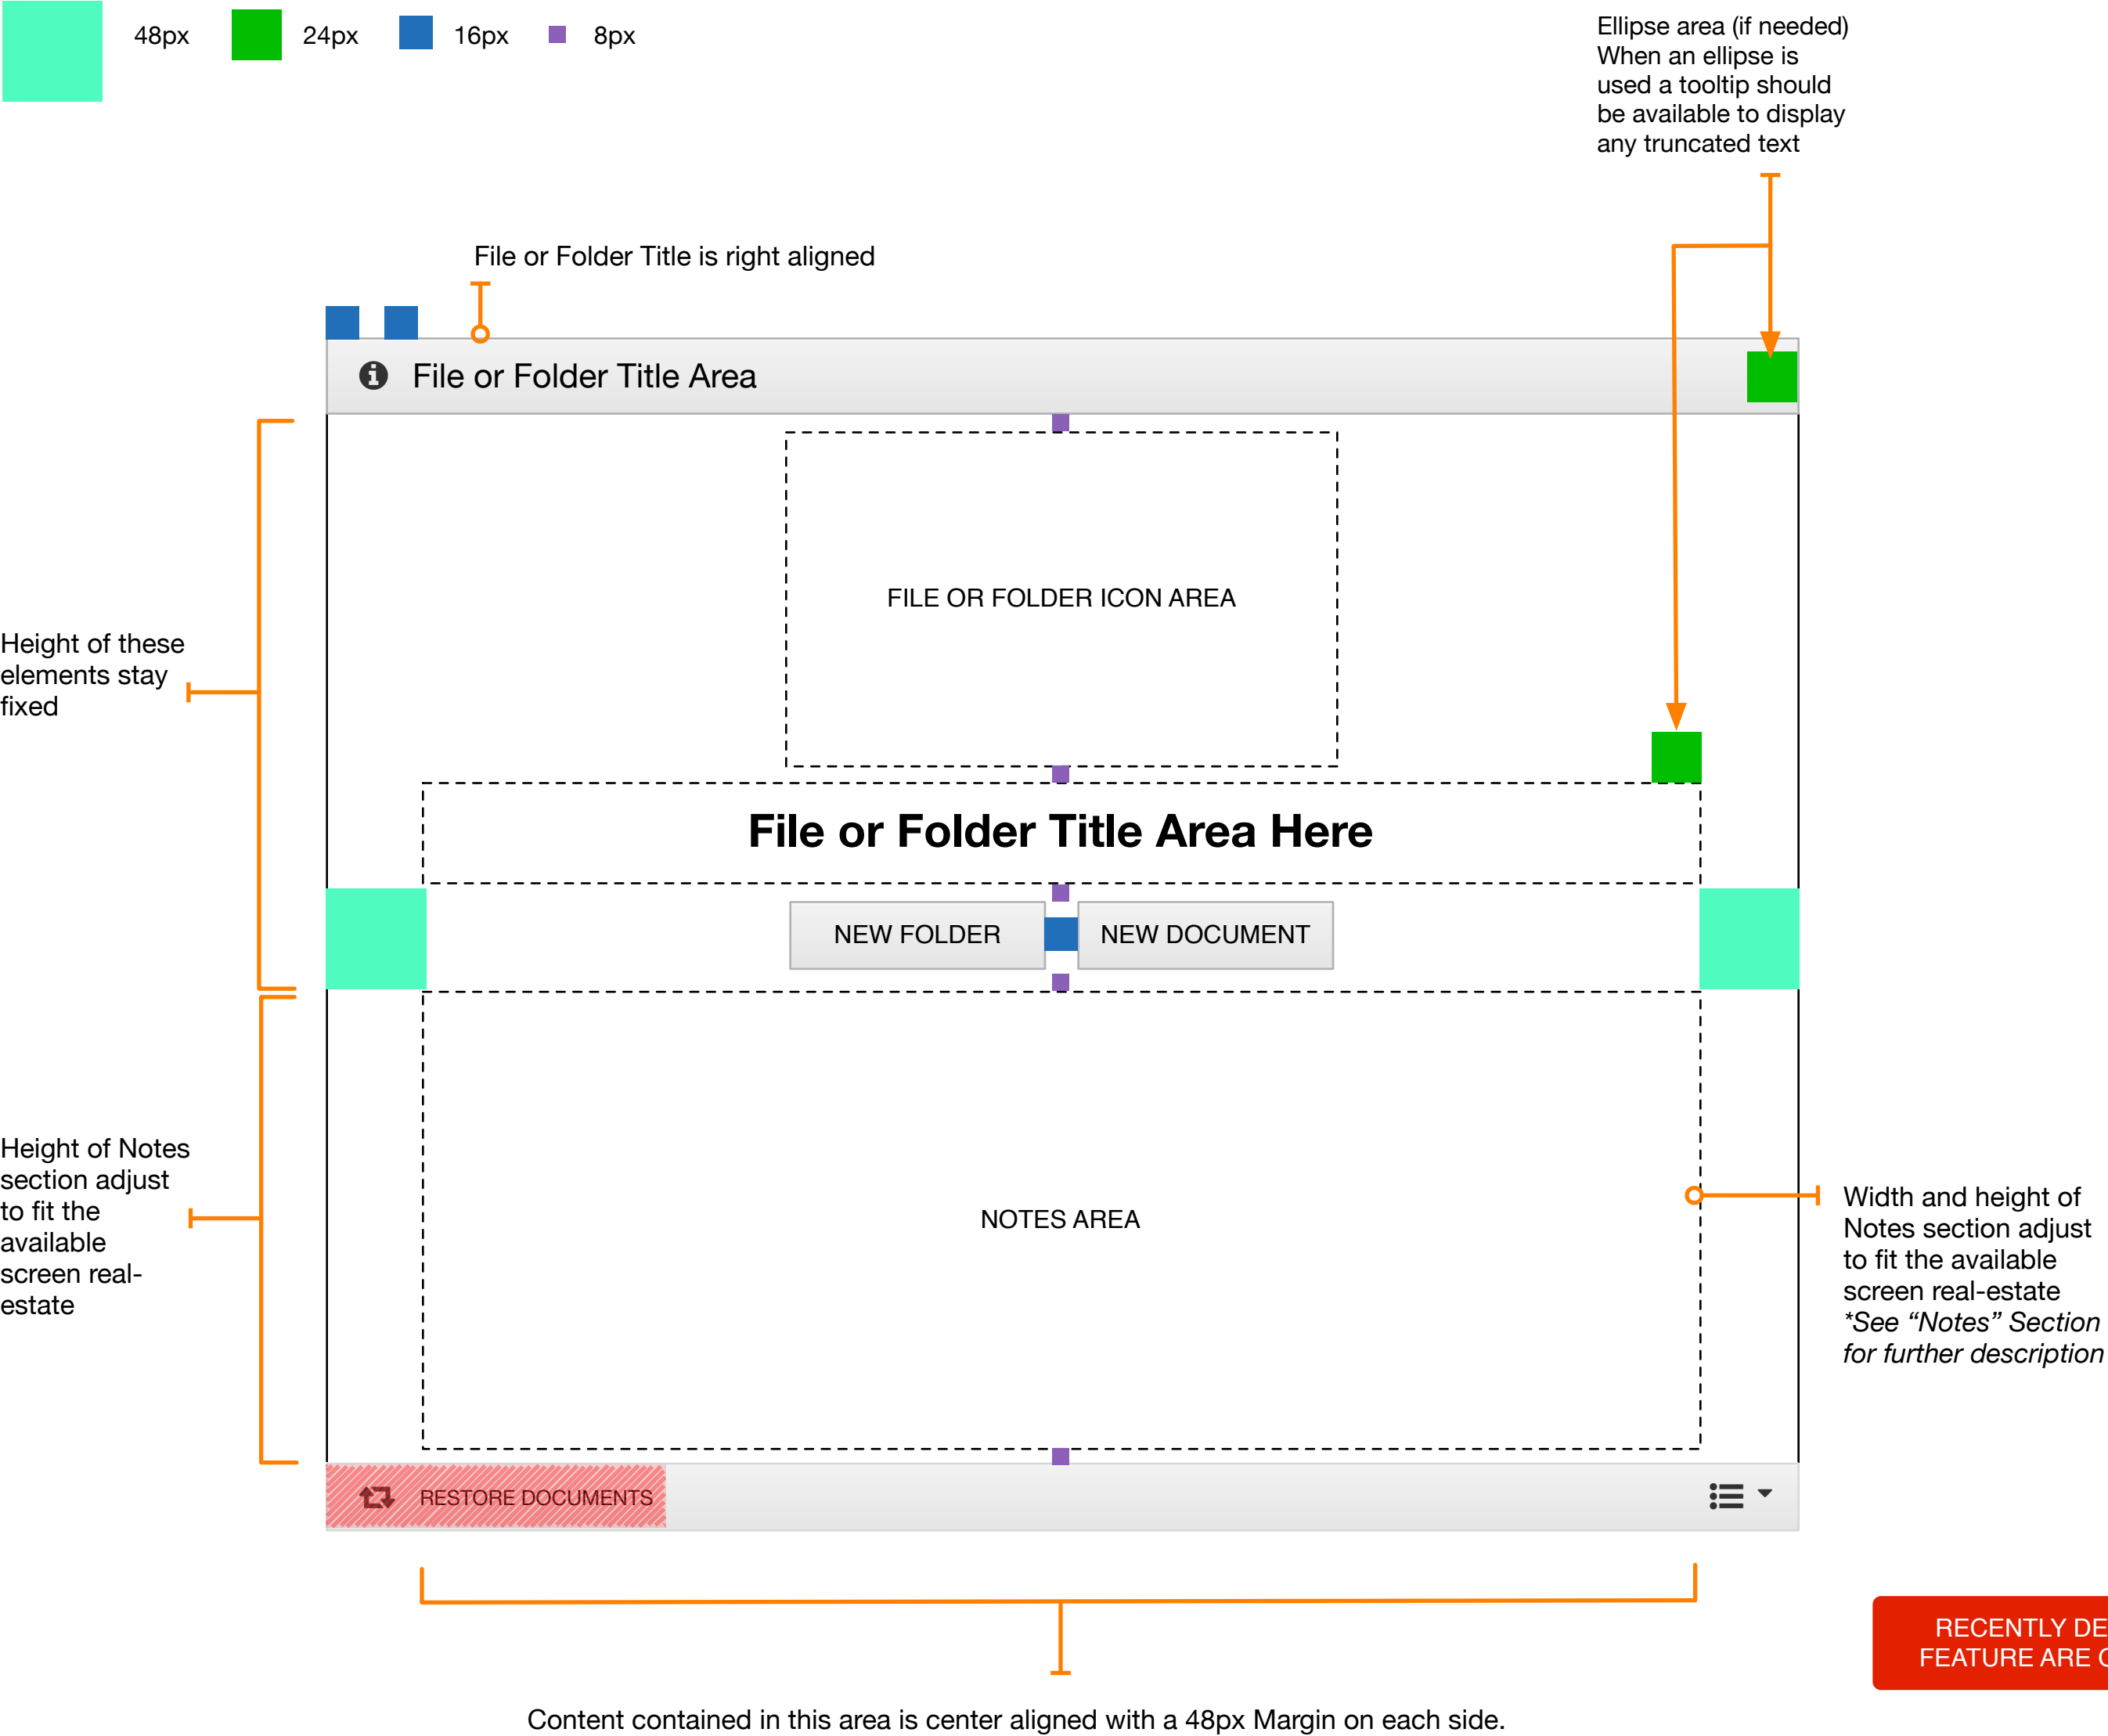 48px
24px
16px
8px
Ellipse area (if needed)
When an ellipse is
used a tooltip should
be available to display
any truncated text
File or Folder Title is right aligned
File or Folder Title Area
FILE OR FOLDER ICON AREA
Height of these
elements stay
fixed
File or Folder Title Area Here
NEW FOLDER
NEW DOCUMENT
Height of Notes
section adjust
to fit the
available
screen real-
estate
NOTES AREA
Width and height of
Notes section adjust
to fit the available
screen real-estate
*See “Notes” Section
for further description
RESTORE DOCUMENTS
RECENTLY
FEATURE ARE
Content contained in this area is center aligned with a 48px Margin on each side.